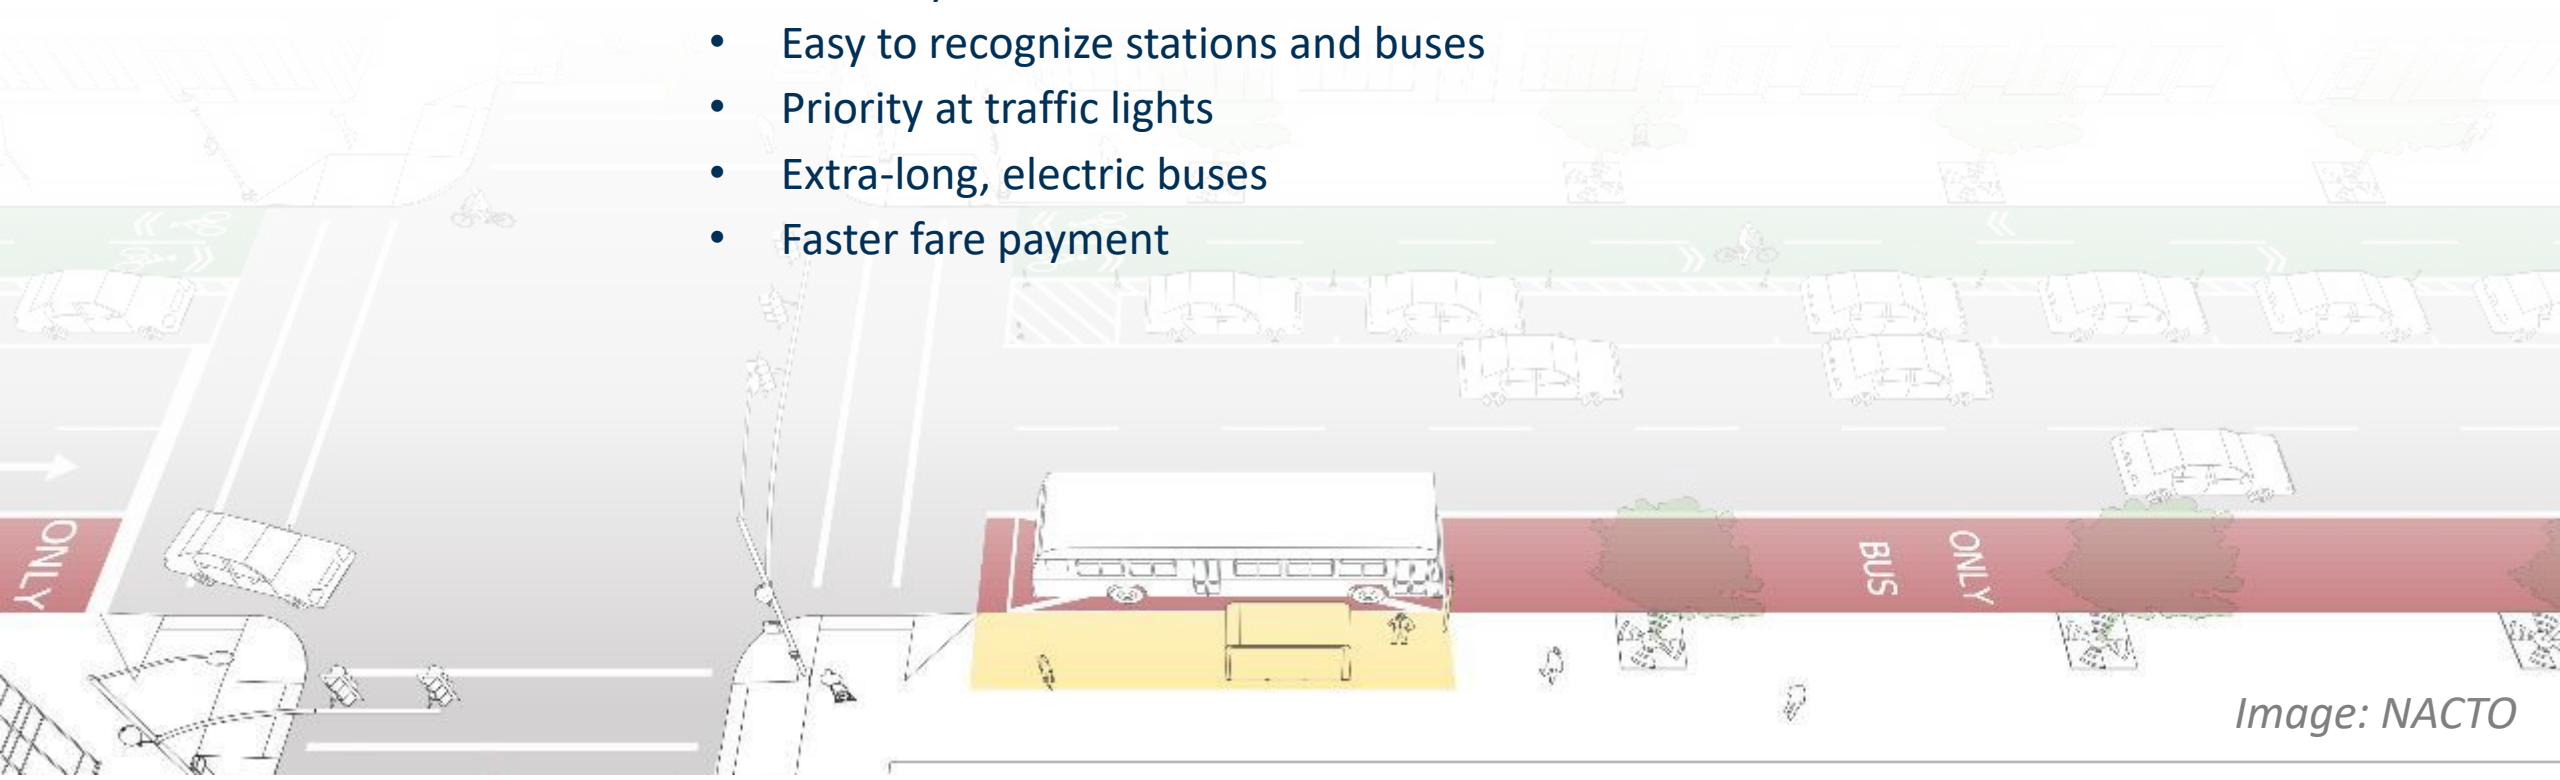 • Easy to recognize stations and buses
• Priority at traffic lights
• Extra-long, electric buses
• Faster fare payment
ONLY
BUS
ONLY
Image: NACTO